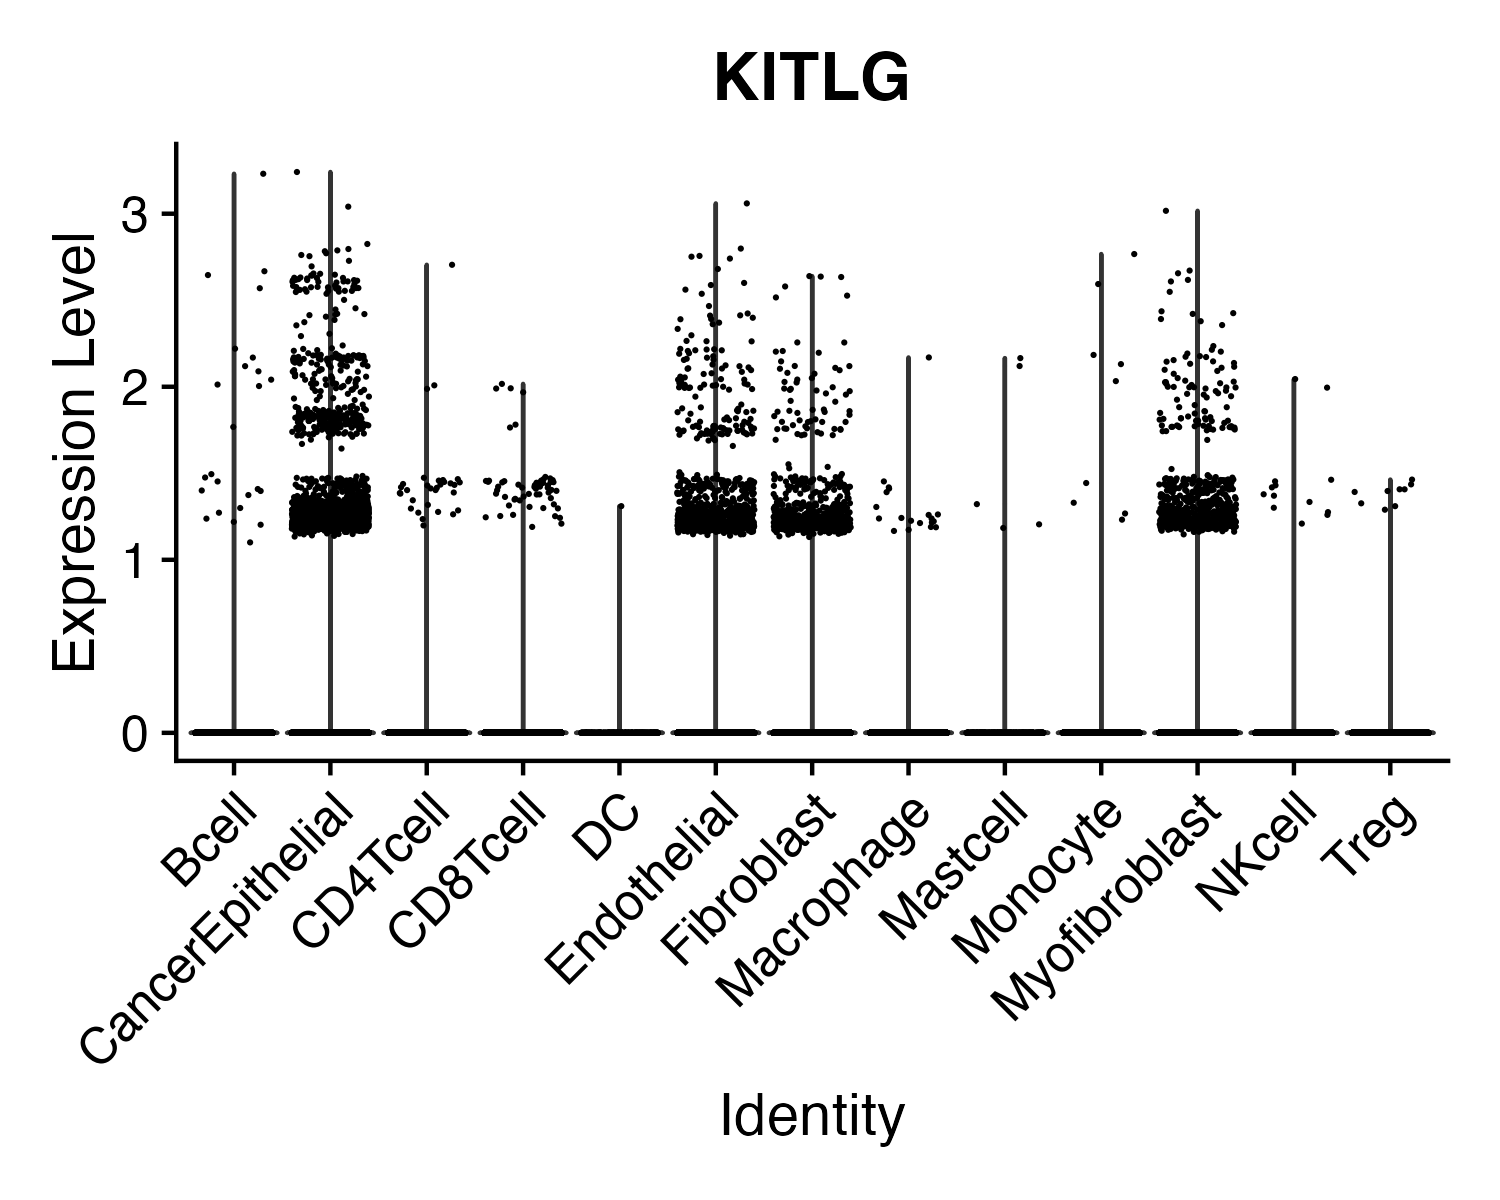 KITLG
Expression Level
3
2
1
0
Bcell
CancerEpithelial
CD4Tcell
CD8Tcell
DC
Endothelial
Fibroblast
Macrophage
Mastcell
Monocyte
Myofibroblast
NKcell
Treg
Identity